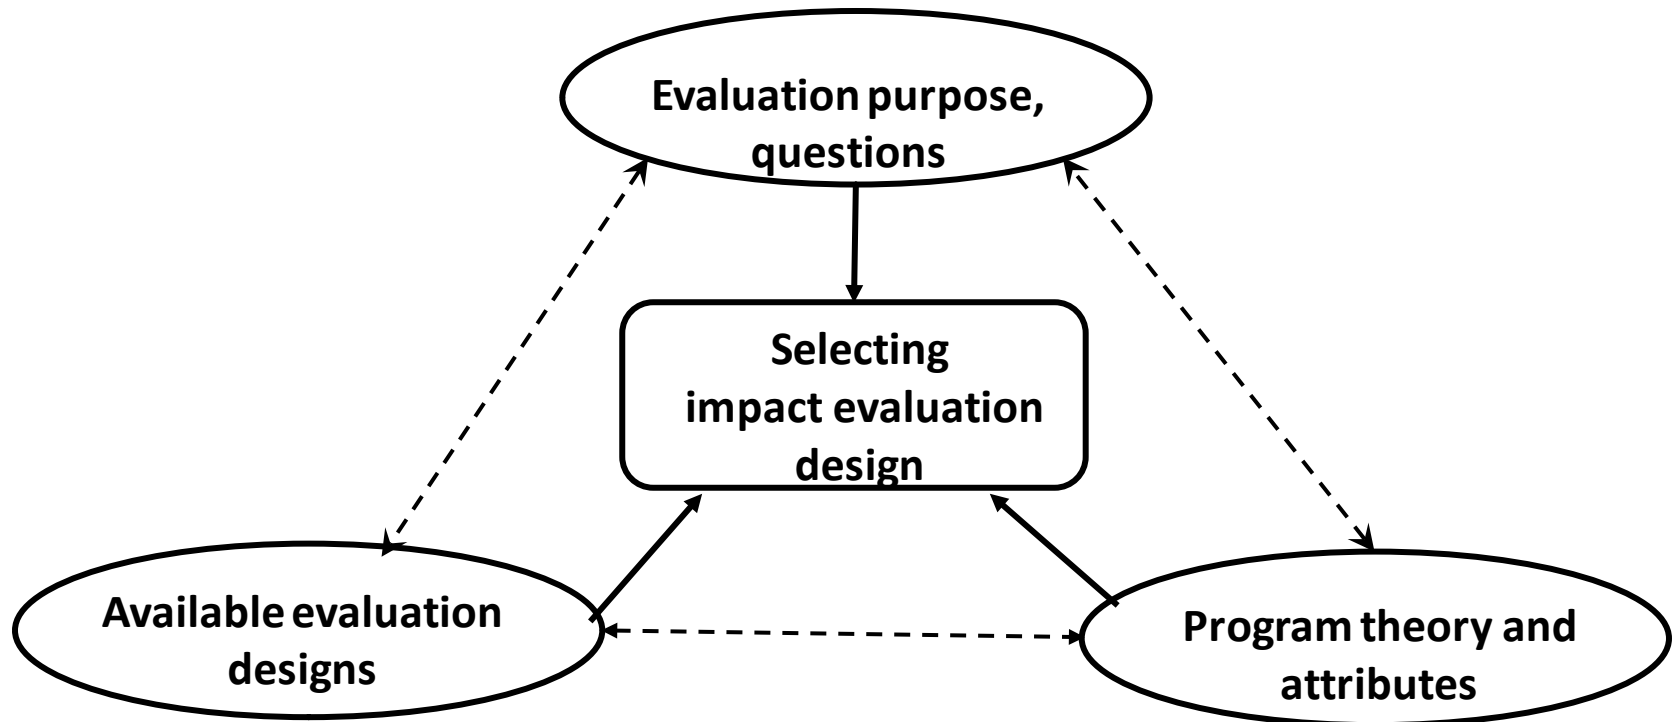 Evaluation purpose,
questions
Selecting
impact evaluation
design
Available evaluation
designs
Program theory and
attributes